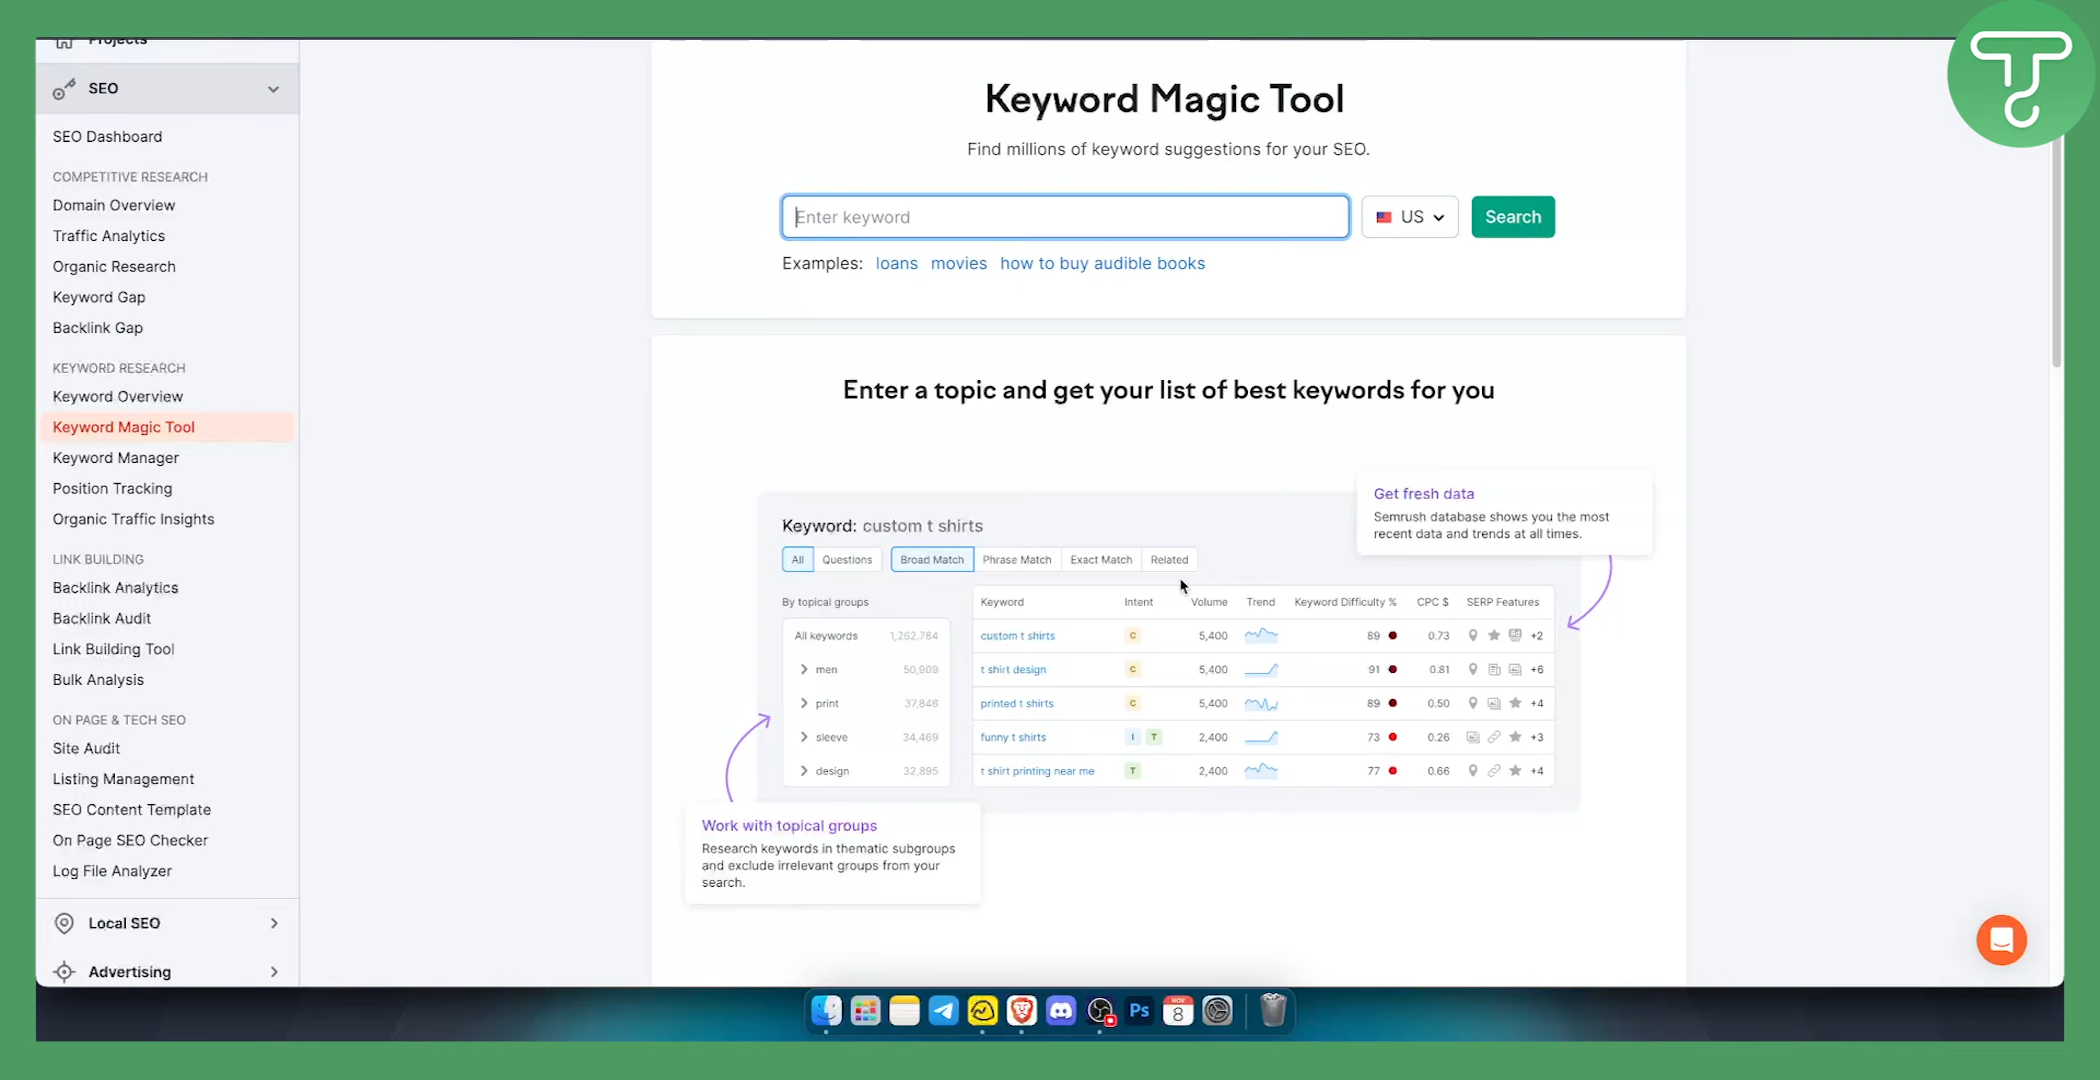 Projects
SEO
SEO Dashboard
COMPETITIVE RESEARCH
Domain Overview
Traffic Analytics
Organic Research
Keyword Gap
Backlink Gap
KEYWORD RESEARCH
Keyword Overview
Keyword Magic Tool
Keyword Manager
Position Tracking
Organic Traffic Insights
LINK BUILDING
Backlink Analytics
Backlink Audit
Link Building Tool
Bulk Analysis
ON PAGE & TECH SEO
Site Audit
Listing Management
SEO Content Template
On Page SEO Checker
Log File Analyzer
Local SEO
Advertising
Keyword Magic Tool
Find millions of keyword suggestions for your SEO.
Enter keyword US Search
Examples: loans movies how to buy audible books
Enter a topic and get your list of best keywords for you
Get fresh data
Semrush database shows you the most
recent data and trends at all times.
Keyword: custom t shirts
All Questions Broad Match Phrase Match Exact Match Related
By topical groups
All keywords 1,262,784
men 50,909
print 37,846
sleeve 34,469
design 32,895
Keyword Intent Volume Trend Keyword Difficulty % CPC $ SERP Features
custom t shirts C 5,400 89 0.73 +2
t shirt design C 5,400 91 0.81 +6
printed t shirts C 5,400 89 0.50 +4
funny t shirts I T 2,400 73 0.26 +3
t shirt printing near me T 2,400 77 0.66 +4
Work with topical groups
Research keywords in thematic subgroups
and exclude irrelevant groups from your
search.
Ps
NOV
8